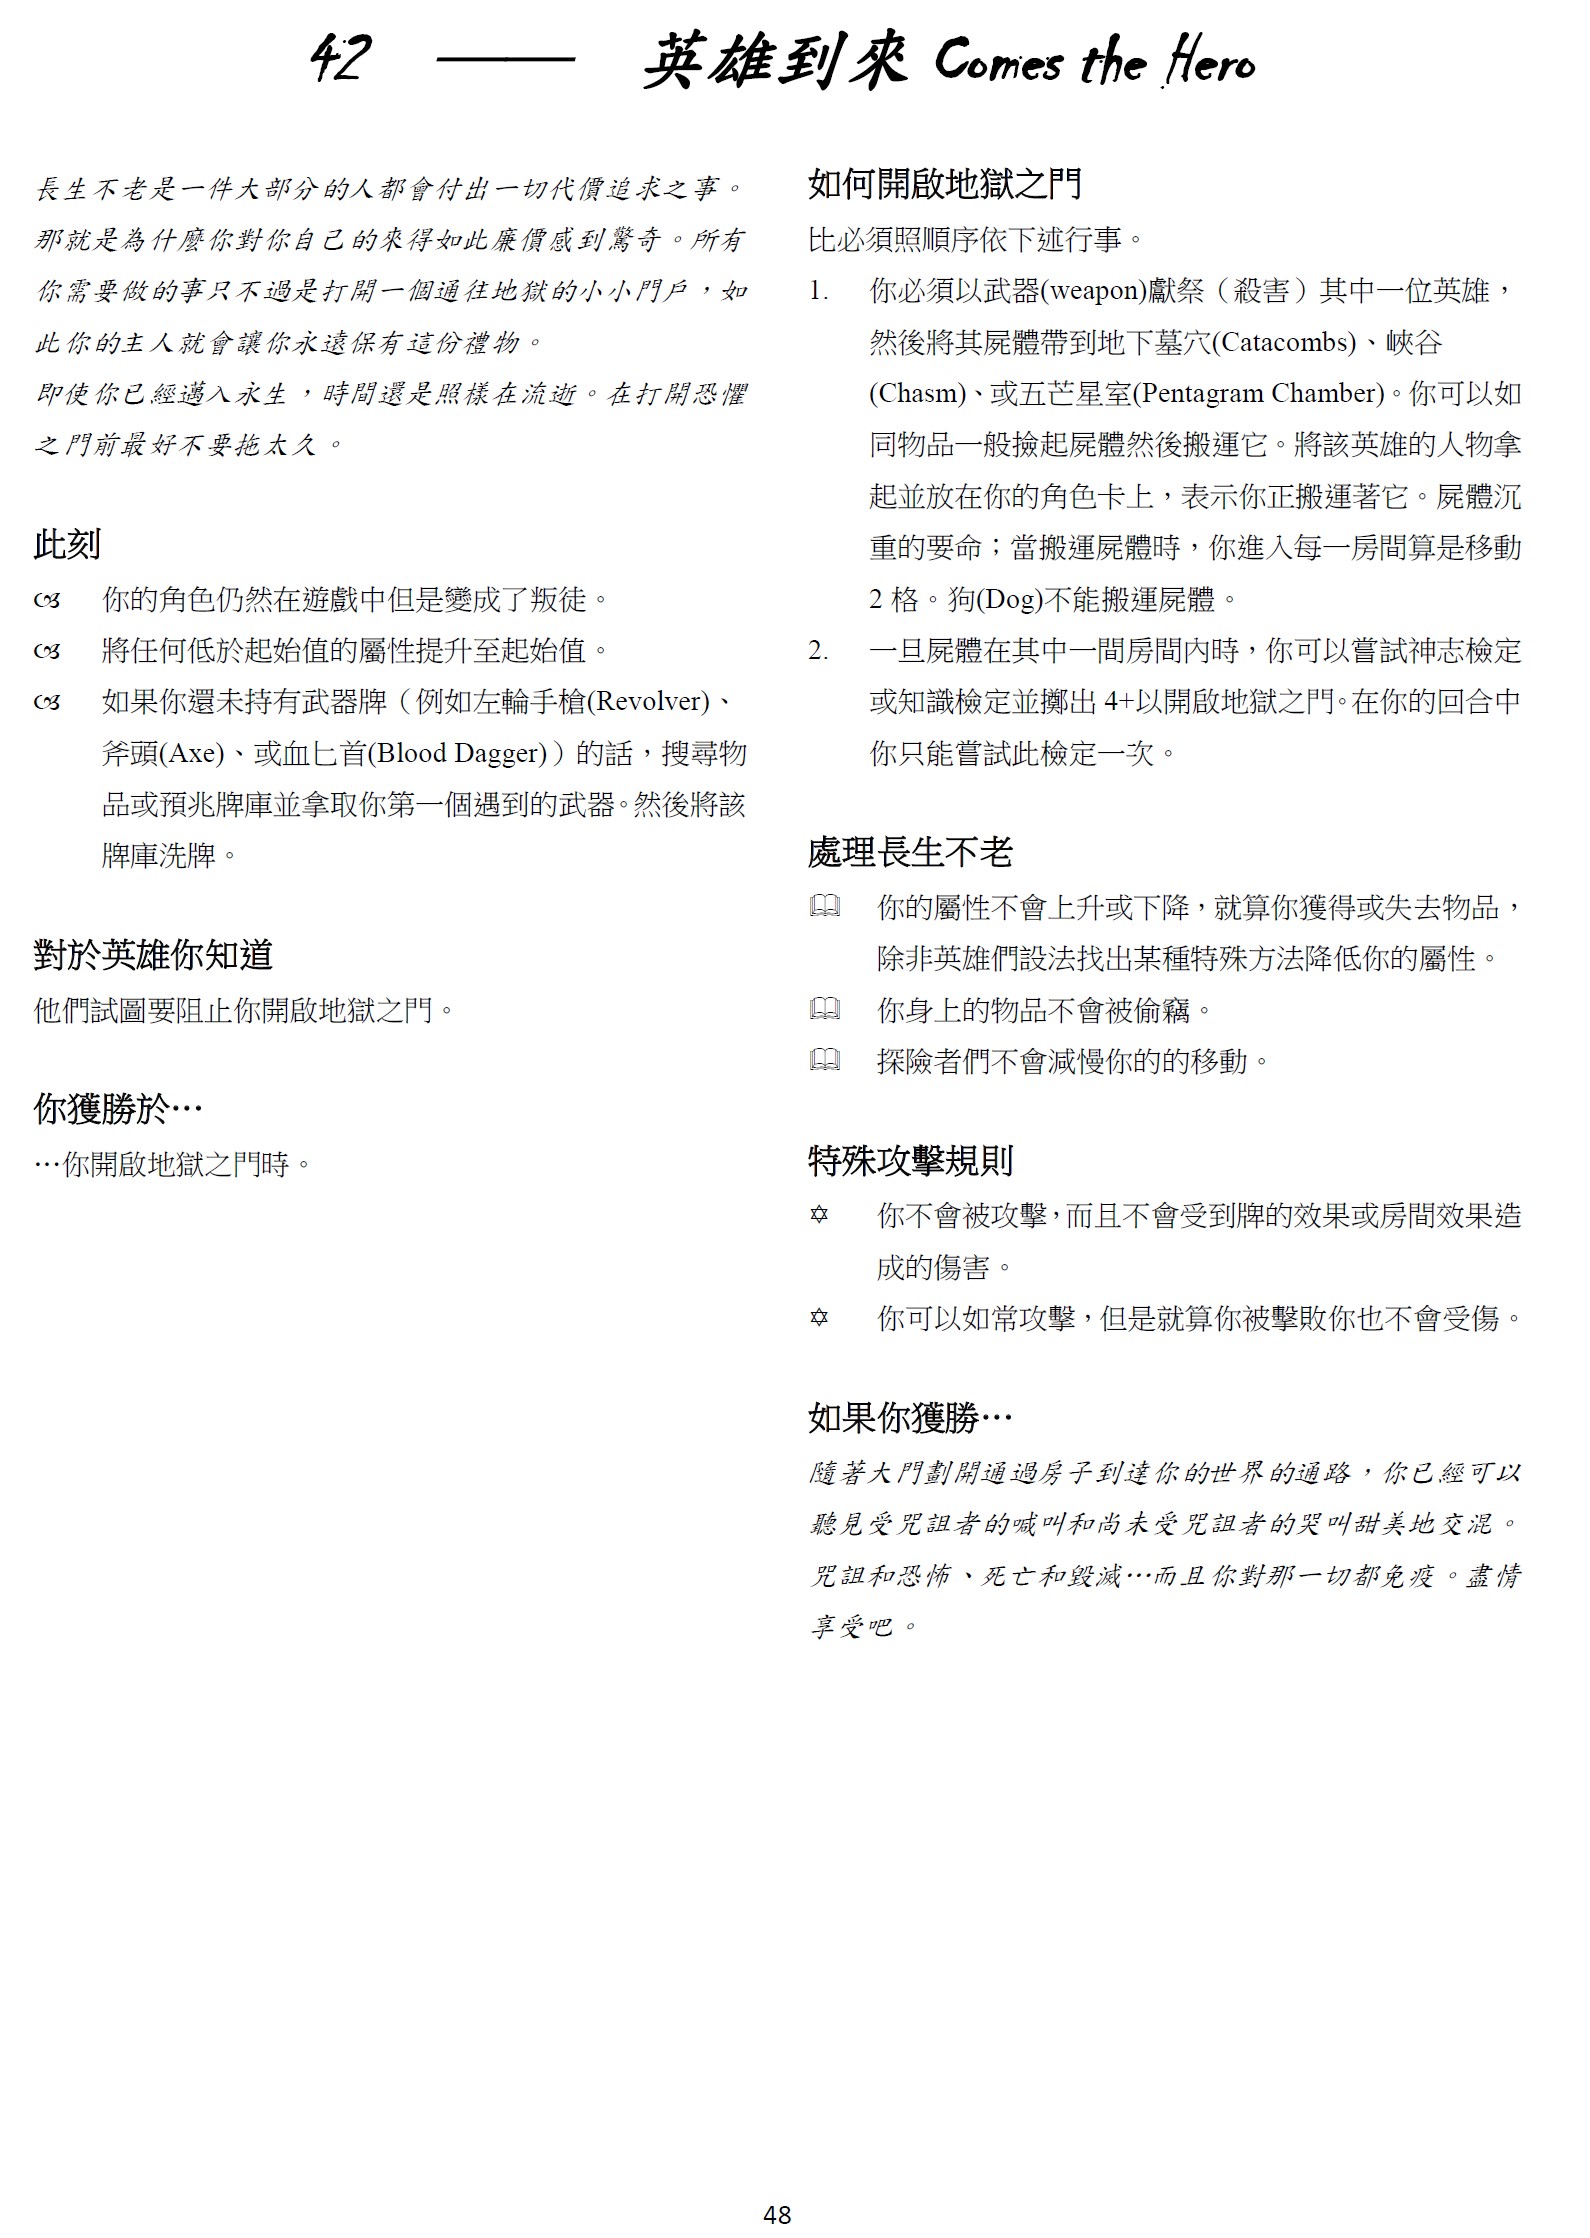 42 —— 英雄到來 Comes the Hero
長生不老是一件大部分的人都會付出一切代價追求之事。
那就是為什麼你對你自己的來得如此廉價感到驚奇。所有
你需要做的事只不過是打開一個通往地獄的小小門戶，如
此你的主人就會讓你永遠保有這份禮物。
即使你已經邁入永生，時間還是照樣在流逝。在打開恐懼
之門前最好不要拖太久。
此刻
你的角色仍然在遊戲中但是變成了叛徒。
將任何低於起始值的屬性提升至起始值。
如果你還未持有武器牌（例如左輪手槍(Revolver)、
斧頭(Axe)、或血匕首(Blood Dagger)）的話，搜尋物
品或預兆牌庫並拿取你第一個遇到的武器。然後將該
牌庫洗牌。
對於英雄你知道
他們試圖要阻止你開啟地獄之門。
你獲勝於…
…你開啟地獄之門時。
如何開啟地獄之門
比必須照順序依下述行事。
1. 你必須以武器(weapon)獻祭（殺害）其中一位英雄，
然後將其屍體帶到地下墓穴(Catacombs)、峽谷
(Chasm)、或五芒星室(Pentagram Chamber)。你可以如
同物品一般撿起屍體然後搬運它。將該英雄的人物拿
起並放在你的角色卡上，表示你正搬運著它。屍體沉
重的要命；當搬運屍體時，你進入每一房間算是移動
2 格。狗(Dog)不能搬運屍體。
2. 一旦屍體在其中一間房間內時，你可以嘗試神志檢定
或知識檢定並擲出 4+以開啟地獄之門。在你的回合中
你只能嘗試此檢定一次。
處理長生不老
你的屬性不會上升或下降，就算你獲得或失去物品，
除非英雄們設法找出某種特殊方法降低你的屬性。
你身上的物品不會被偷竊。
探險者們不會減慢你的的移動。
特殊攻擊規則
你不會被攻擊，而且不會受到牌的效果或房間效果造
成的傷害。
你可以如常攻擊，但是就算你被擊敗你也不會受傷。
如果你獲勝…
隨著大門劃開通過房子到達你的世界的通路，你已經可以
聽見受咒詛者的喊叫和尚未受咒詛者的哭叫甜美地交混。
咒詛和恐怖、死亡和毀滅…而且你對那一切都免疫。盡情
享受吧。
48